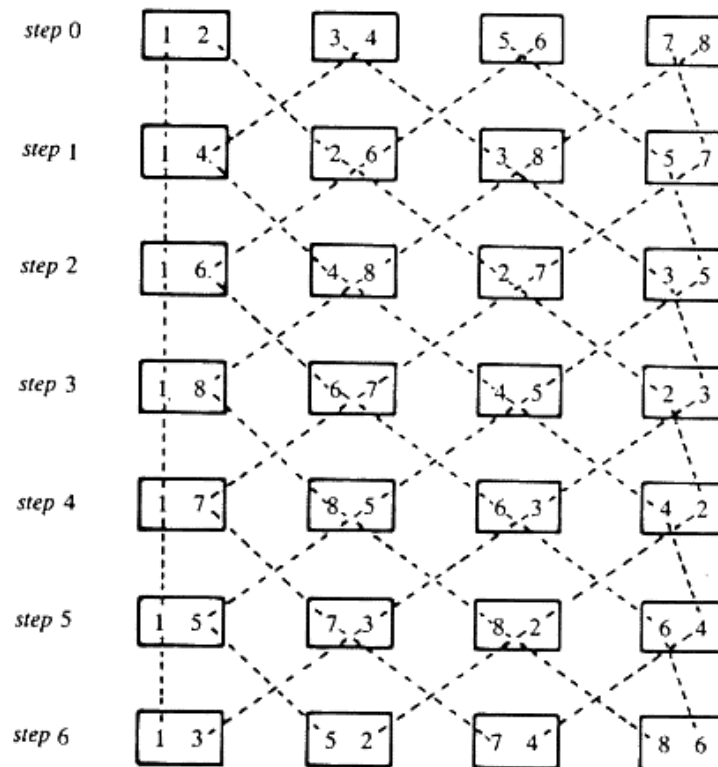 step 0 1 2 3 4 5 6 7 8
step 1 1 4 2 6 3 8 5 7
step 2 1 6 4 8 2 7 3 5
step 3 1 8 6 7 4 5 2 3
step 4 1 7 8 5 6 3 4 2
step 5 1 5 7 3 8 2 6 4
step 6 1 3 5 2 7 4 8 6